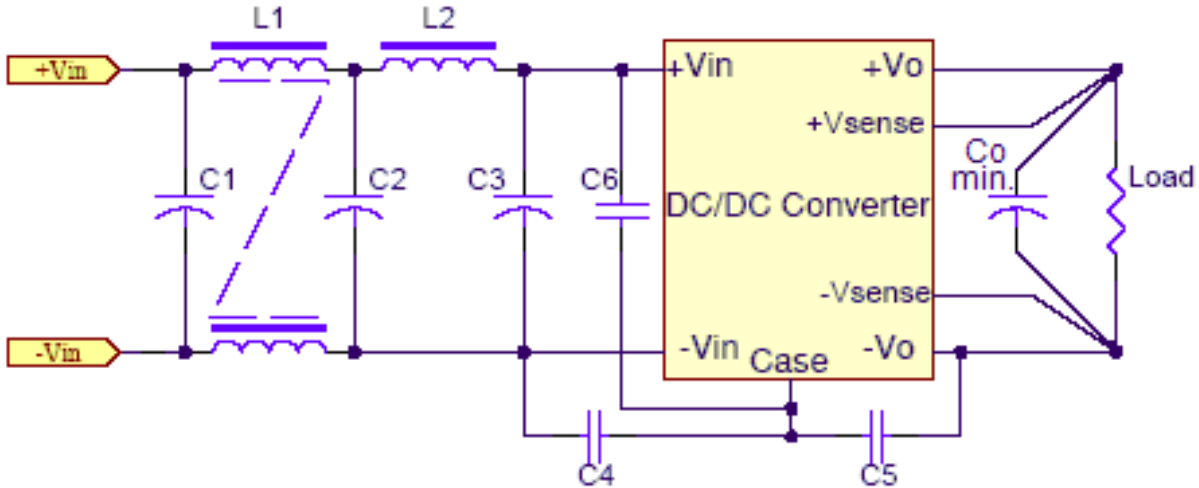 L1
L2
+Vin
+Vin
+Vo
+Vsense
C1
C2
C3
C6
Co
min.
Load
DC/DC Converter
-Vsense
-Vin
-Vin
Case
-Vo
C4
C5